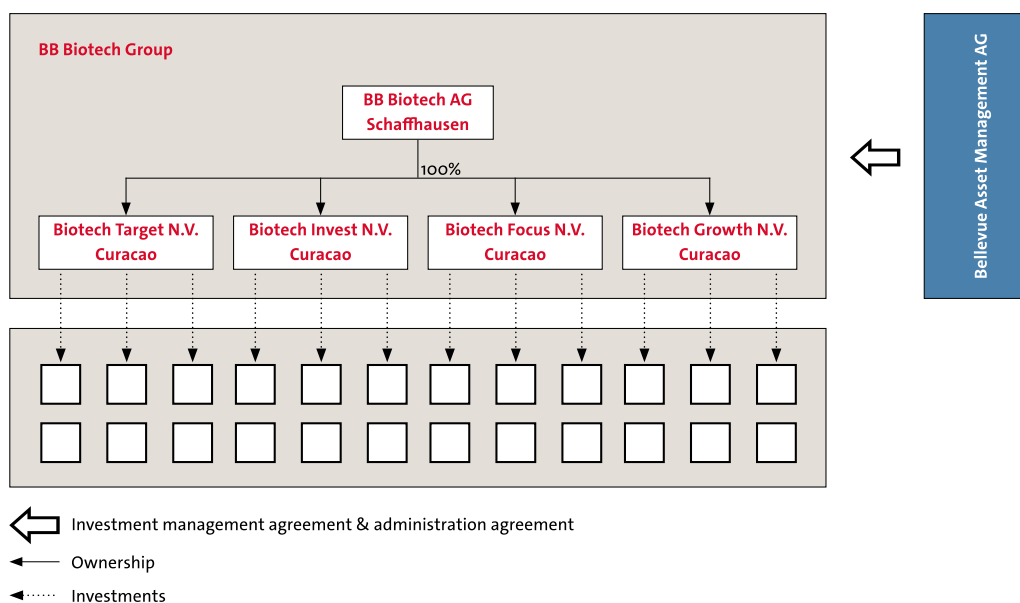 BB Biotech Group
BB Biotech AG
Schaffhausen
100%
Biotech Target N.V.
Curacao
Biotech Invest N.V.
Curacao
Biotech Focus N.V.
Curacao
Biotech Growth N.V.
Curacao
Bellevue Asset Management AG
Investment management agreement & administration agreement
Ownership
Investments